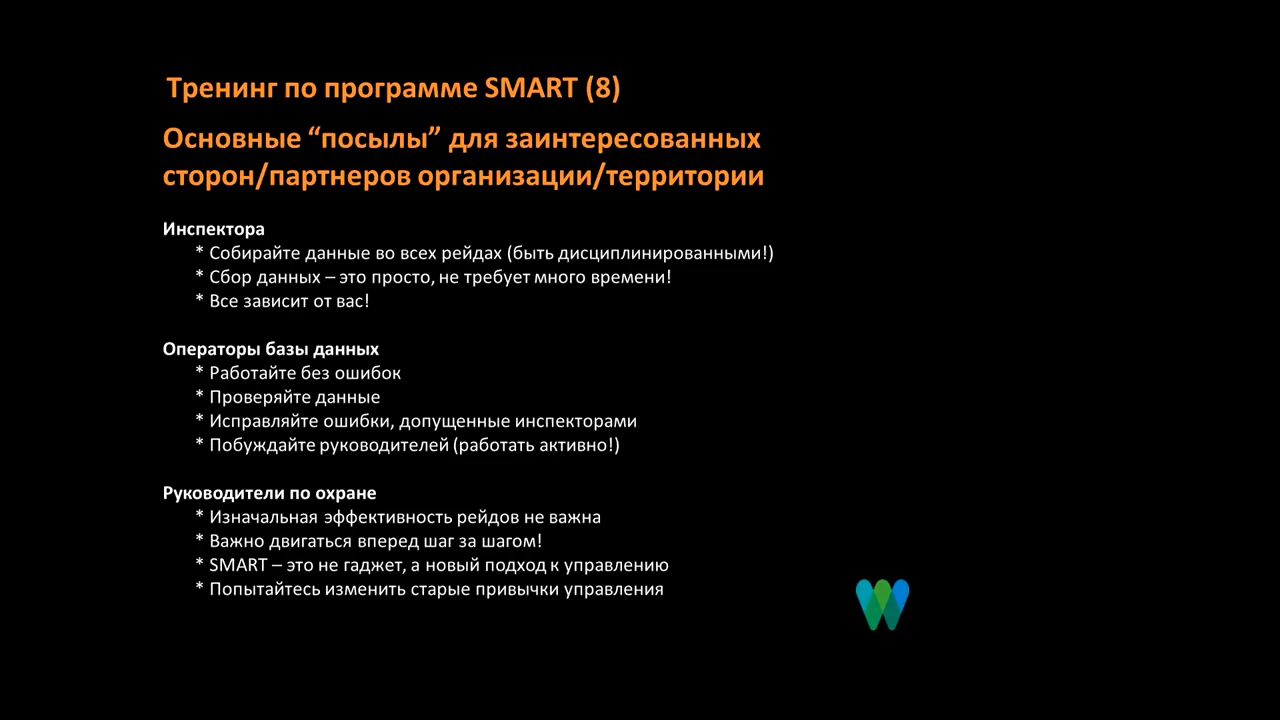 Тренинг по программе SMART (8)
Основные “посылы” для заинтересованных
сторон/партнеров организации/территории
Инспектора
* Собирайте данные во всех рейдах (быть дисциплинированными!)
* Сбор данных – это просто, не требует много времени!
* Все зависит от вас!
Операторы базы данных
* Работайте без ошибок
* Проверяйте данные
* Исправляйте ошибки, допущенные инспекторами
* Побуждайте руководителей (работать активно!)
Руководители по охране
* Изначальная эффективность рейдов не важна
* Важно двигаться вперед шаг за шагом!
* SMART – это не гаджет, а новый подход к управлению
* Попытайтесь изменить старые привычки управления